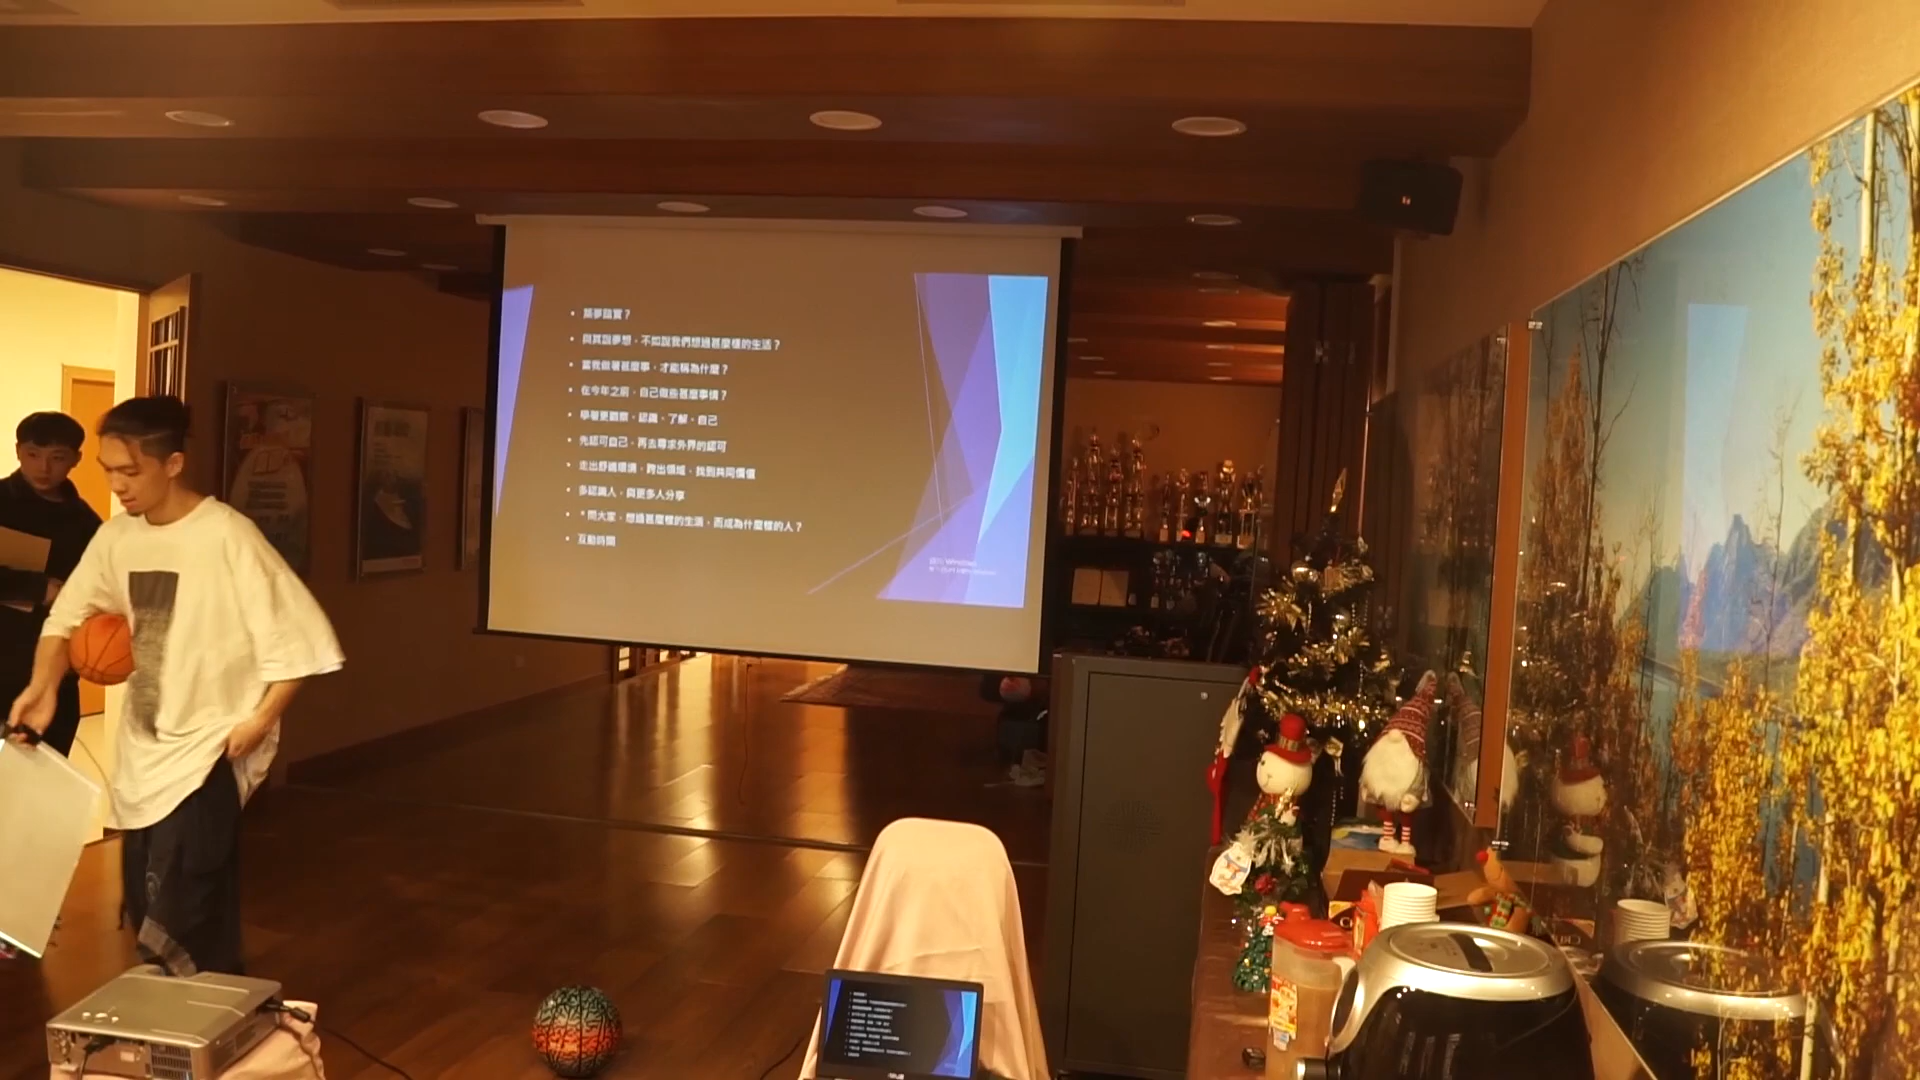 築夢踏實？
與其說夢想，不如說我們想過甚麼樣的生活？
當我做著甚麼事，才能稱為什麼？
在今年之前，自己做些甚麼事情？
學著更觀察、認識、了解、自己
先認可自己，再去尋求外界的認可
走出舒適環境，跨出領域，找到共同價值
多認識人，與更多人分享
*問大家，想過甚麼樣的生活，而成為什麼樣的人？
互動時間
啟用 Windows